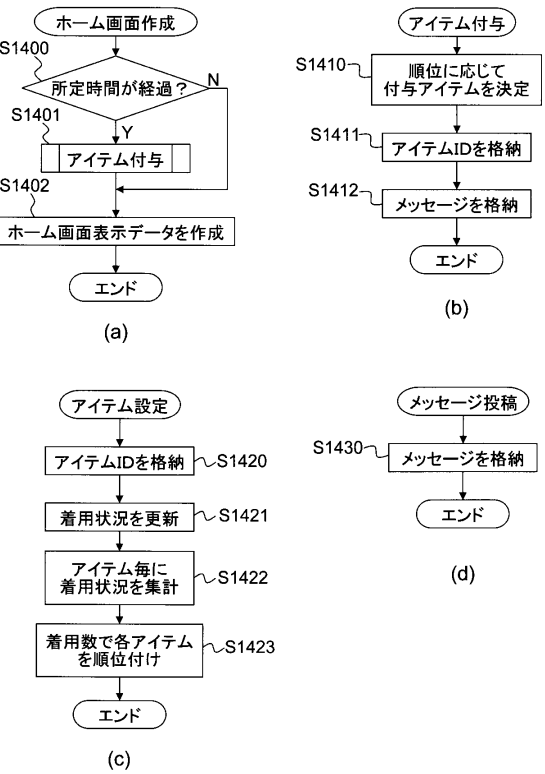 ホーム画面作成
S1400
所定時間が経過？
N
S1401
Y
アイテム付与
S1402
ホーム画面表示データを作成
エンド
(a)
アイテム付与
S1410
順位に応じて
付与アイテムを決定
S1411
アイテムIDを格納
S1412
メッセージを格納
エンド
(b)
アイテム設定
アイテムIDを格納
S1420
着用状況を更新
S1421
アイテム毎に
着用状況を集計
S1422
着用数で各アイテム
を順位付け
S1423
エンド
(c)
メッセージ投稿
S1430
メッセージを格納
エンド
(d)